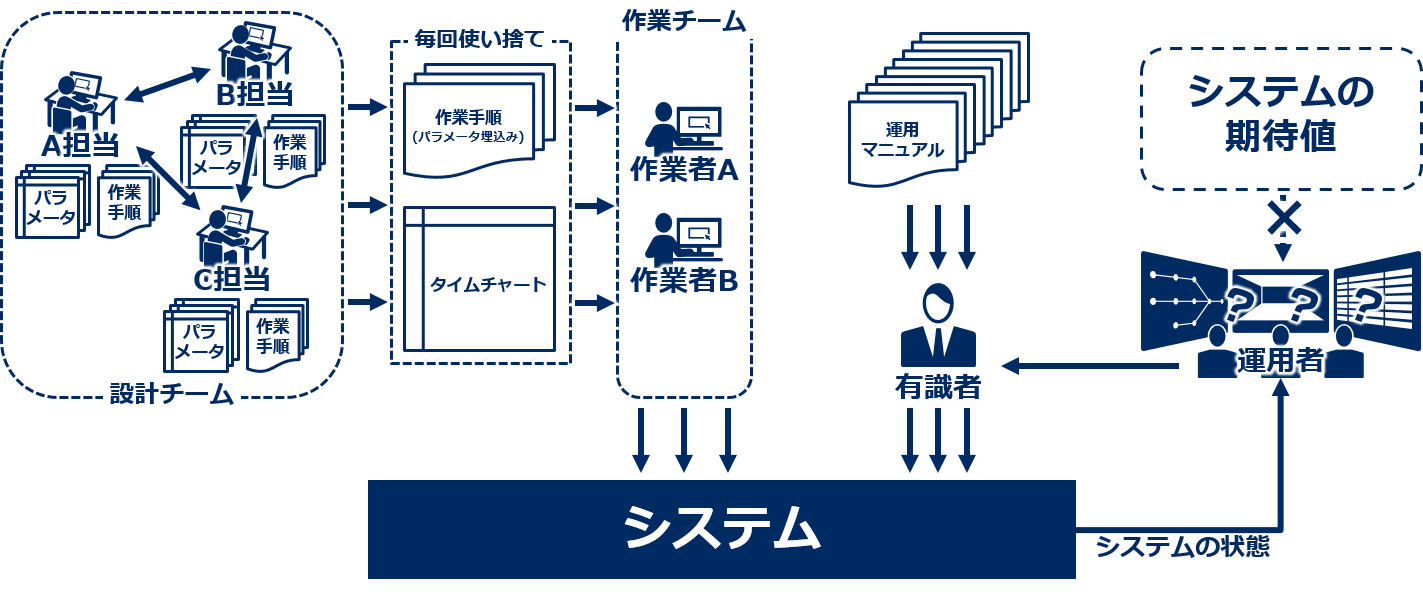 B担当
A担当
パラ
メータ
作業
手順
パラ
メータ
作業
手順
C担当
パラ
メータ
作業
手順
設計チーム
毎回使い捨て
作業手順
(パラメータ埋込み)
タイムチャート
作業チーム
作業者A
作業者B
運用
マニュアル
有識者
システムの
期待値
? ? ?
運用者
システム
システムの状態